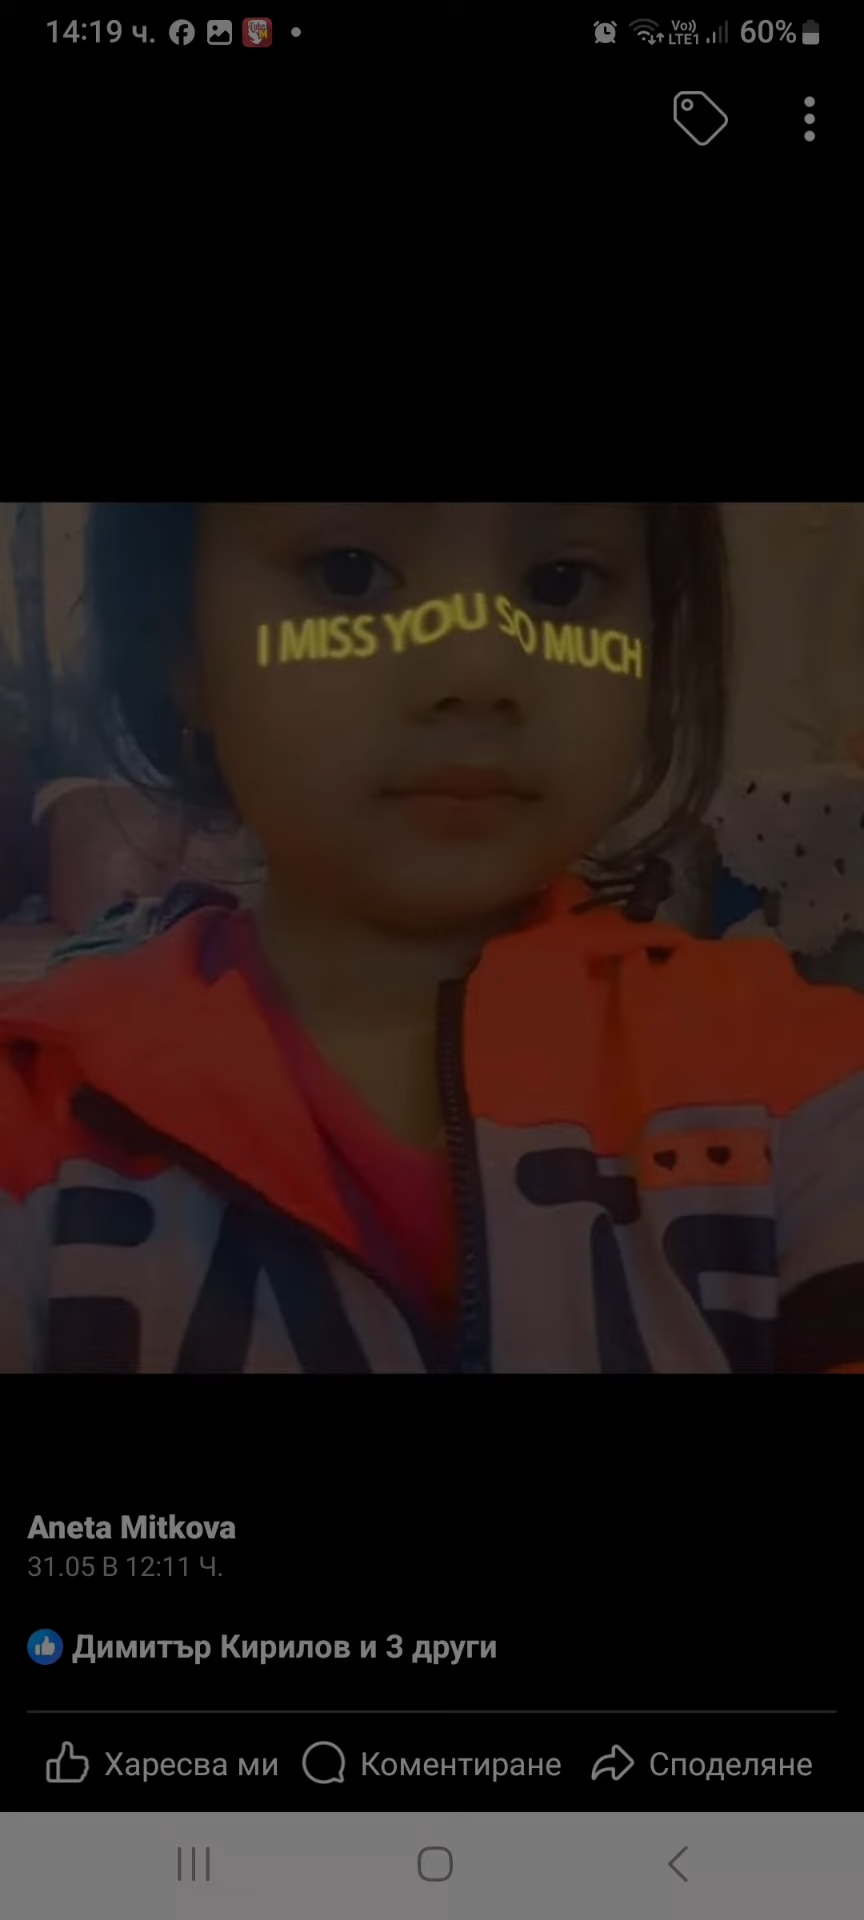 14:19 ч.
Vo))
LTE1
60%
I MISS YOU SO MUCH
Aneta Mitkova
31.05 В 12:11 Ч.
Димитър Кирилов и 3 други
Харесва ми
Коментиране
Споделяне